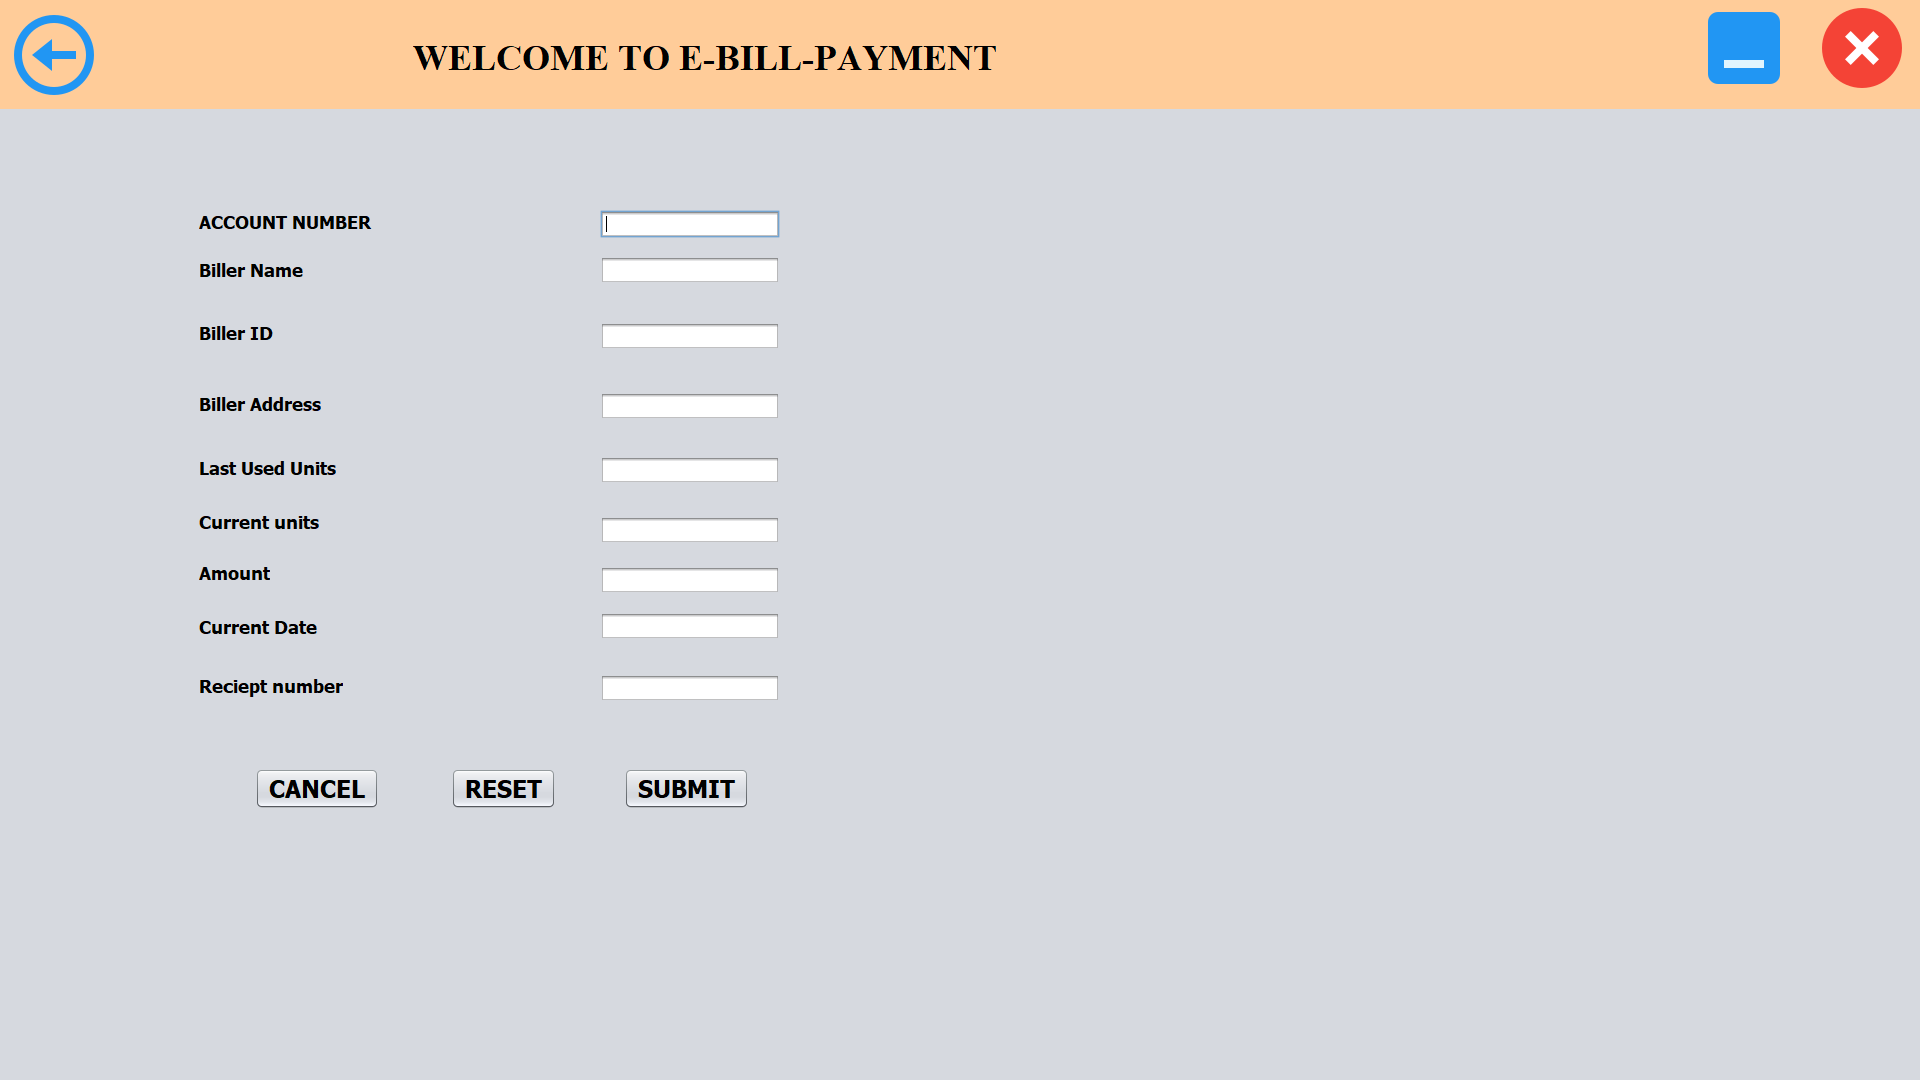 WELCOME TO E-BILL-PAYMENT
ACCOUNT NUMBER
Biller Name
Biller ID
Biller Address
Last Used Units
Current units
Amount
Current Date
Reciept number
CANCEL RESET SUBMIT